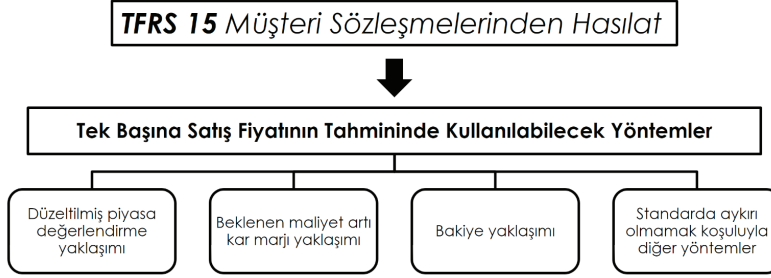 TFRS 15 Müşteri Sözleşmelerinden Hasılat
Tek Başına Satış Fiyatının Tahmininde Kullanılabilecek Yöntemler
Düzeltilmiş piyasa
değerlendirme
yaklaşımı
Beklenen maliyet artı
kar marjı yaklaşımı
Bakiye yaklaşımı
Standarda aykırı
olmamak koşuluyla
diğer yöntemler